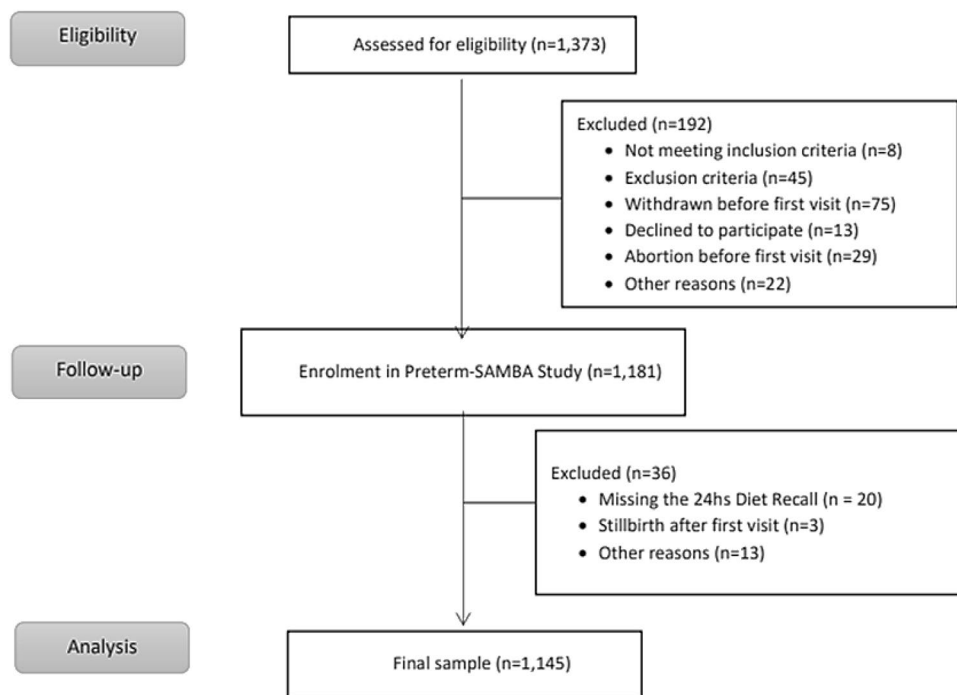 Eligibility
Assessed for eligibility (n=1,373)
Excluded (n=192)
• Not meeting inclusion criteria (n=8)
• Exclusion criteria (n=45)
• Withdrawn before first visit (n=75)
• Declined to participate (n=13)
• Abortion before first visit (n=29)
• Other reasons (n=22)
Follow-up
Enrolment in Preterm-SAMBA Study (n=1,181)
Excluded (n=36)
• Missing the 24hs Diet Recall (n = 20)
• Stillbirth after first visit (n=3)
• Other reasons (n=13)
Analysis
Final sample (n=1,145)